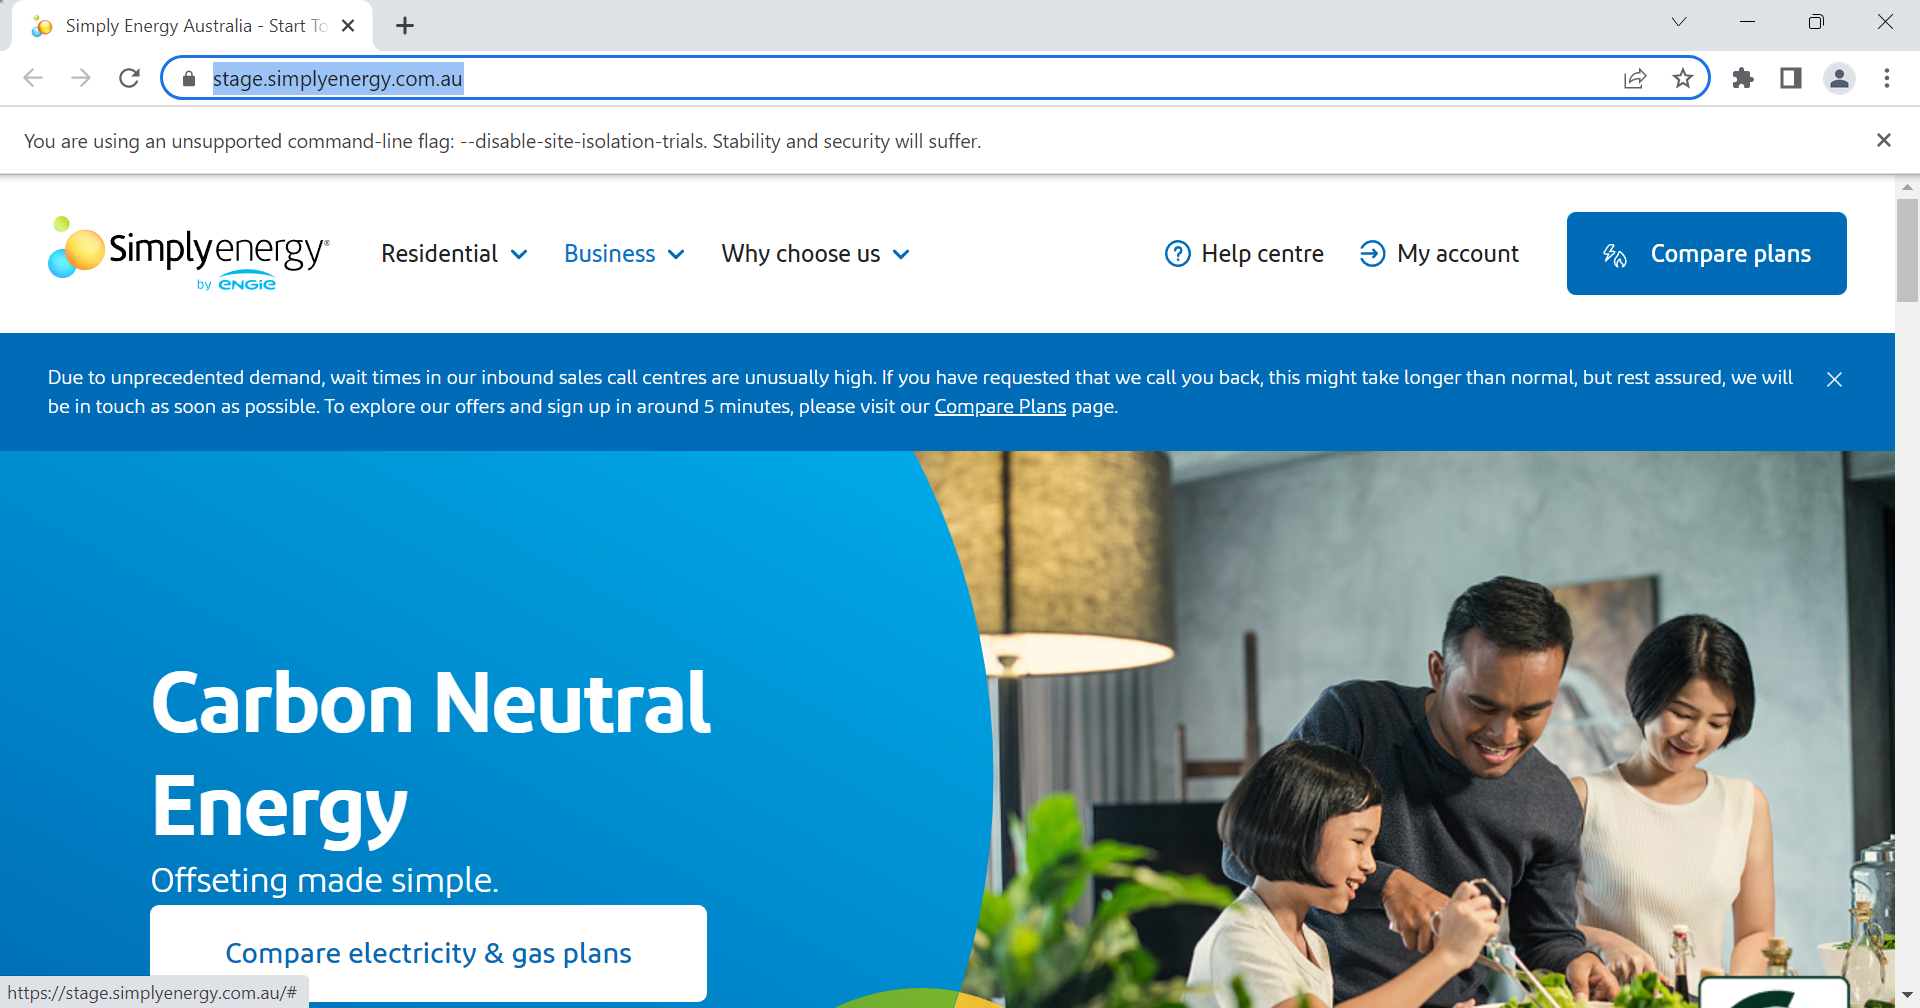 Simply Energy Australia - Start To
stage.simplyenergy.com.au
You are using an unsupported command-line flag: --disable-site-isolation-trials. Stability and security will suffer.
Simplyenergy®
by ENGIE
Residential
Business
Why choose us
Help centre
My account
Compare plans
Due to unprecedented demand, wait times in our inbound sales call centres are unusually high. If you have requested that we call you back, this might take longer than normal, but rest assured, we will
be in touch as soon as possible. To explore our offers and sign up in around 5 minutes, please visit our Compare Plans page.
Carbon Neutral
Energy
Offseting made simple.
Compare electricity & gas plans
https://stage.simplyenergy.com.au/#